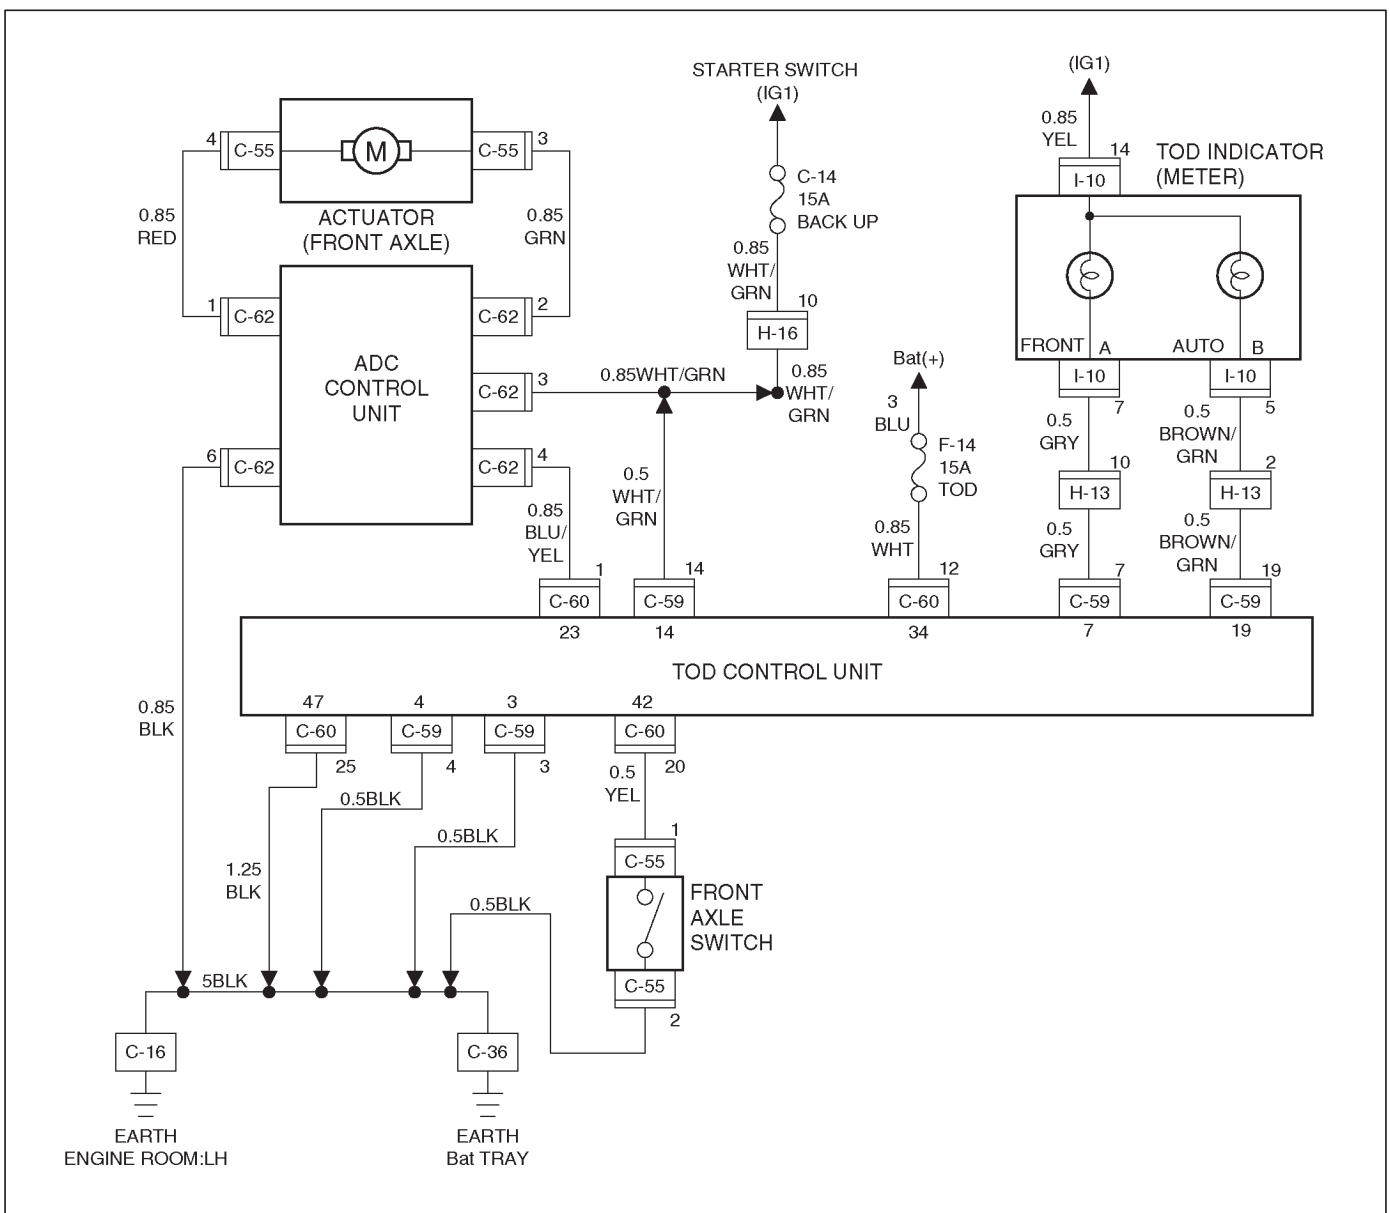 STARTER SWITCH
(IG1)
(IG1)
0.85
YEL
14
I-10
TOD INDICATOR
(METER)
4
C-55
M
C-55
3
C-14
15A
BACK UP
0.85
RED
ACTUATOR
(FRONT AXLE)
0.85
GRN
0.85
WHT/
GRN
10
H-16
1
C-62
C-62
2
ADC
CONTROL
UNIT
C-62
3
0.85WHT/GRN
0.85
WHT/
GRN
FRONT
A
AUTO
B
I-10
7
I-10
5
Bat(+)
3
BLU
F-14
15A
TOD
0.5
GRY
0.5
BROWN/
GRN
6
C-62
C-62
4
10
H-13
2
H-13
0.85
BLU/
YEL
0.5
WHT/
GRN
0.85
WHT
0.5
GRY
0.5
BROWN/
GRN
1
C-60
14
C-59
12
C-60
7
C-59
19
C-59
23
14
34
7
19
TOD CONTROL UNIT
47
4
3
42
C-60
C-59
C-59
C-60
25
4
3
20
0.85
BLK
0.5BLK
0.5BLK
0.5
YEL
1.25
BLK
1
C-55
FRONT
AXLE
SWITCH
0.5BLK
C-55
2
5BLK
C-16
C-36
EARTH
ENGINE ROOM:LH
EARTH
Bat TRAY